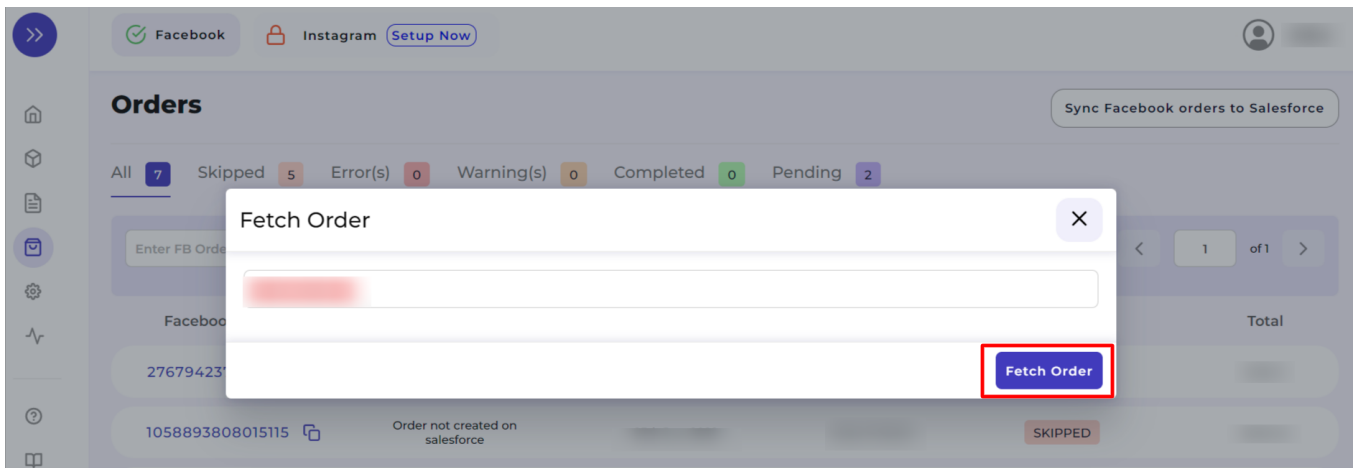 Facebook Instagram Setup Now
Orders
Sync Facebook orders to Salesforce
All 7 Skipped 5 Error(s) 0 Warning(s) 0 Completed 0 Pending 2
Fetch Order
Enter FB Orde
1 of 1
Faceboo
Total
27679423
Fetch Order
1058893808015115
Order not created on
salesforce
SKIPPED